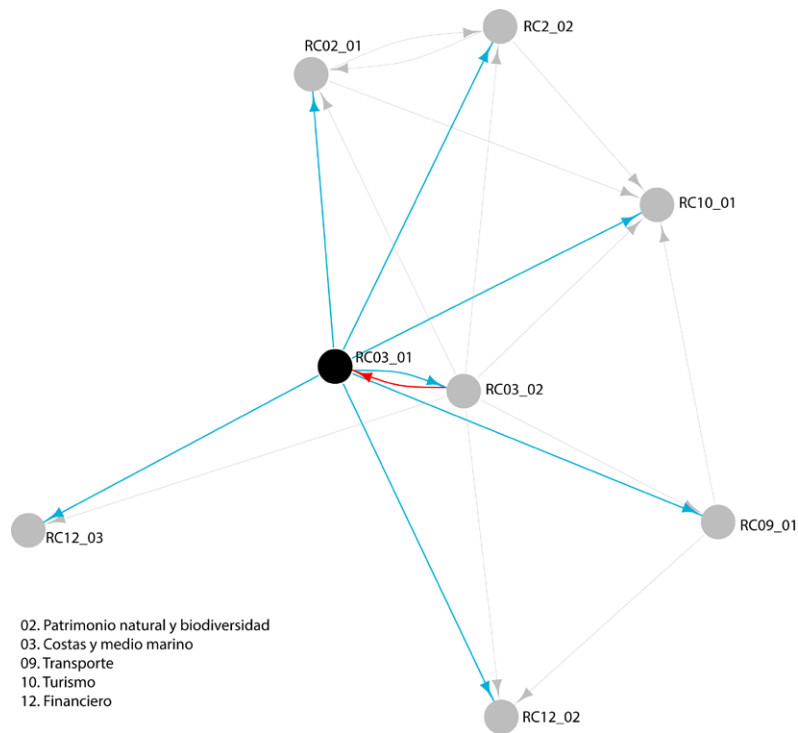 RC2_02
RC02_01
RC10_01
RC03_01
RC03_02
RC09_01
RC12_03
02. Patrimonio natural y biodiversidad
03. Costas y medio marino
09. Transporte
10. Turismo
12. Financiero
RC12_02